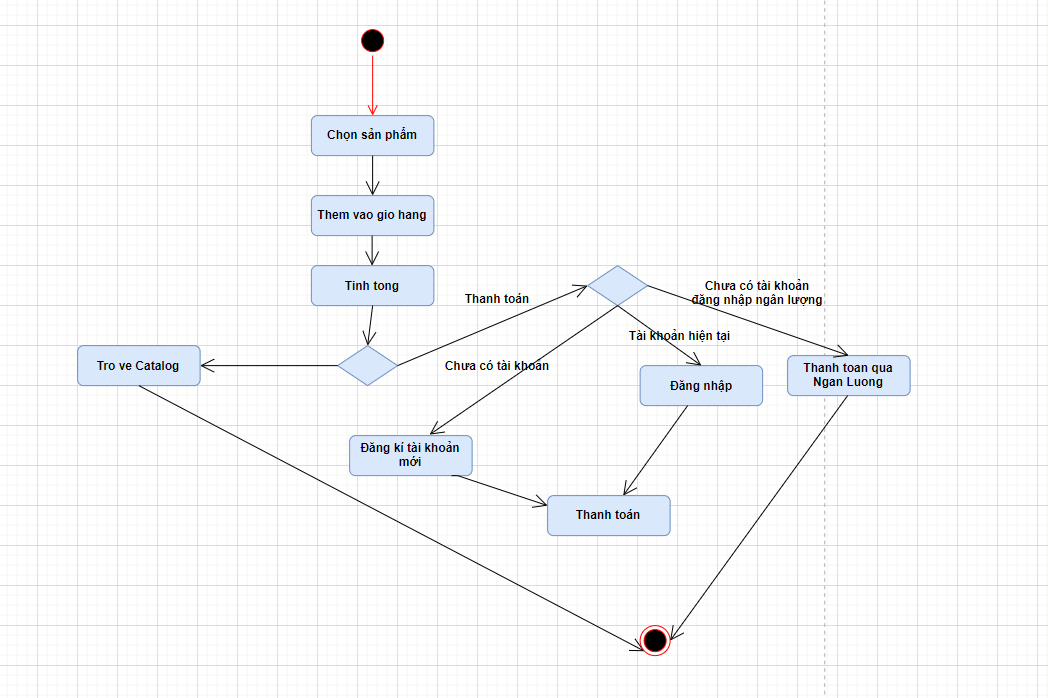 Chọn sản phẩm
Them vao gio hang
Tinh tong
Thanh toán
Chưa có tài khoản
đăng nhập ngân lượng
Tài khoản hiện tại
Tro ve Catalog
Chưa có tài khoản
Thanh toan qua
Ngan Luong
Đăng nhập
Đăng kí tài khoản
mới
Thanh toán